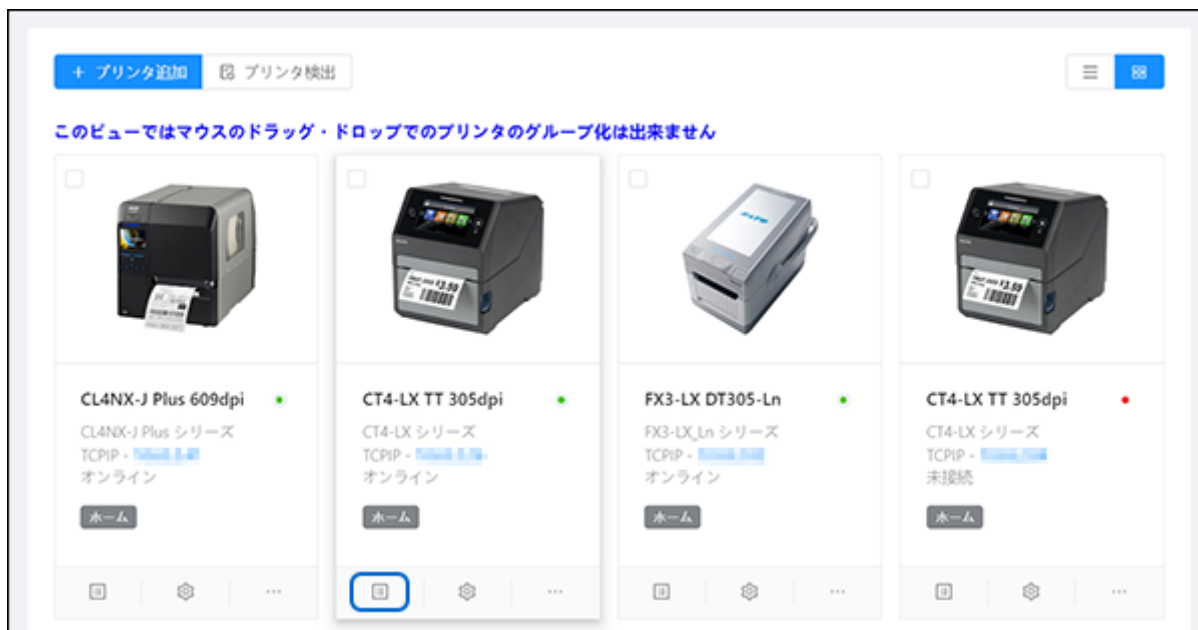 + プリンタ追加 プリンタ検出
このビューではマウスのドラッグ・ドロップでのプリンタのグループ化は出来ません
CL4NX-J Plus 609dpi
CL4NX-J Plus シリーズ
TCPIP -
オンライン
ホーム
CT4-LX TT 305dpi
CT4-LX シリーズ
TCPIP -
オンライン
ホーム
FX3-LX DT305-Ln
FX3-LX_Ln シリーズ
TCPIP -
オンライン
ホーム
CT4-LX TT 305dpi
CT4-LX シリーズ
TCPIP -
未接続
ホーム